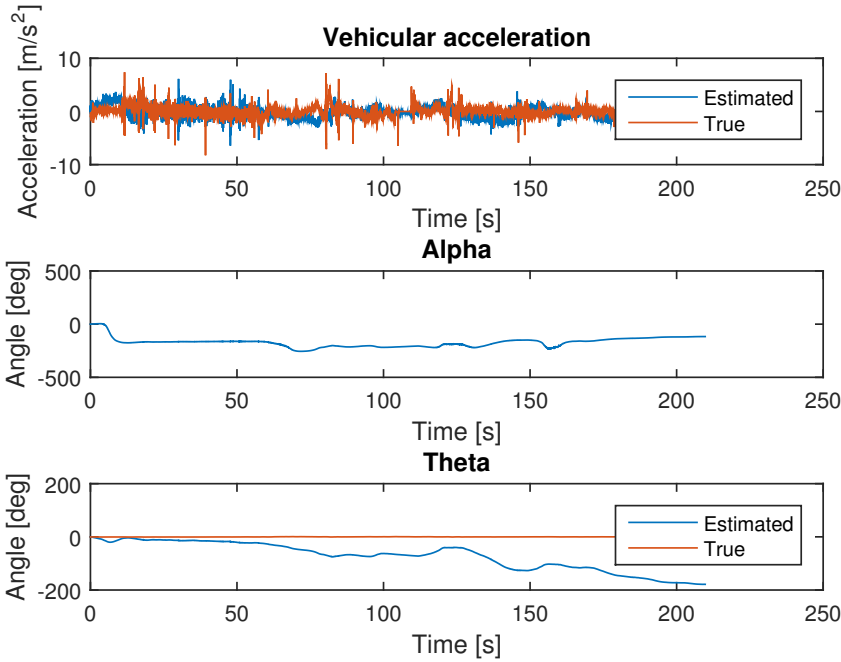 Vehicular acceleration
Acceleration [m/s²]
10
0
-10
Estimated
True
0 50 100 150 200 250
Time [s]
Alpha
Angle [deg]
500
0
-500
0 50 100 150 200 250
Time [s]
Theta
Angle [deg]
200
0
-200
Estimated
True
0 50 100 150 200 250
Time [s]